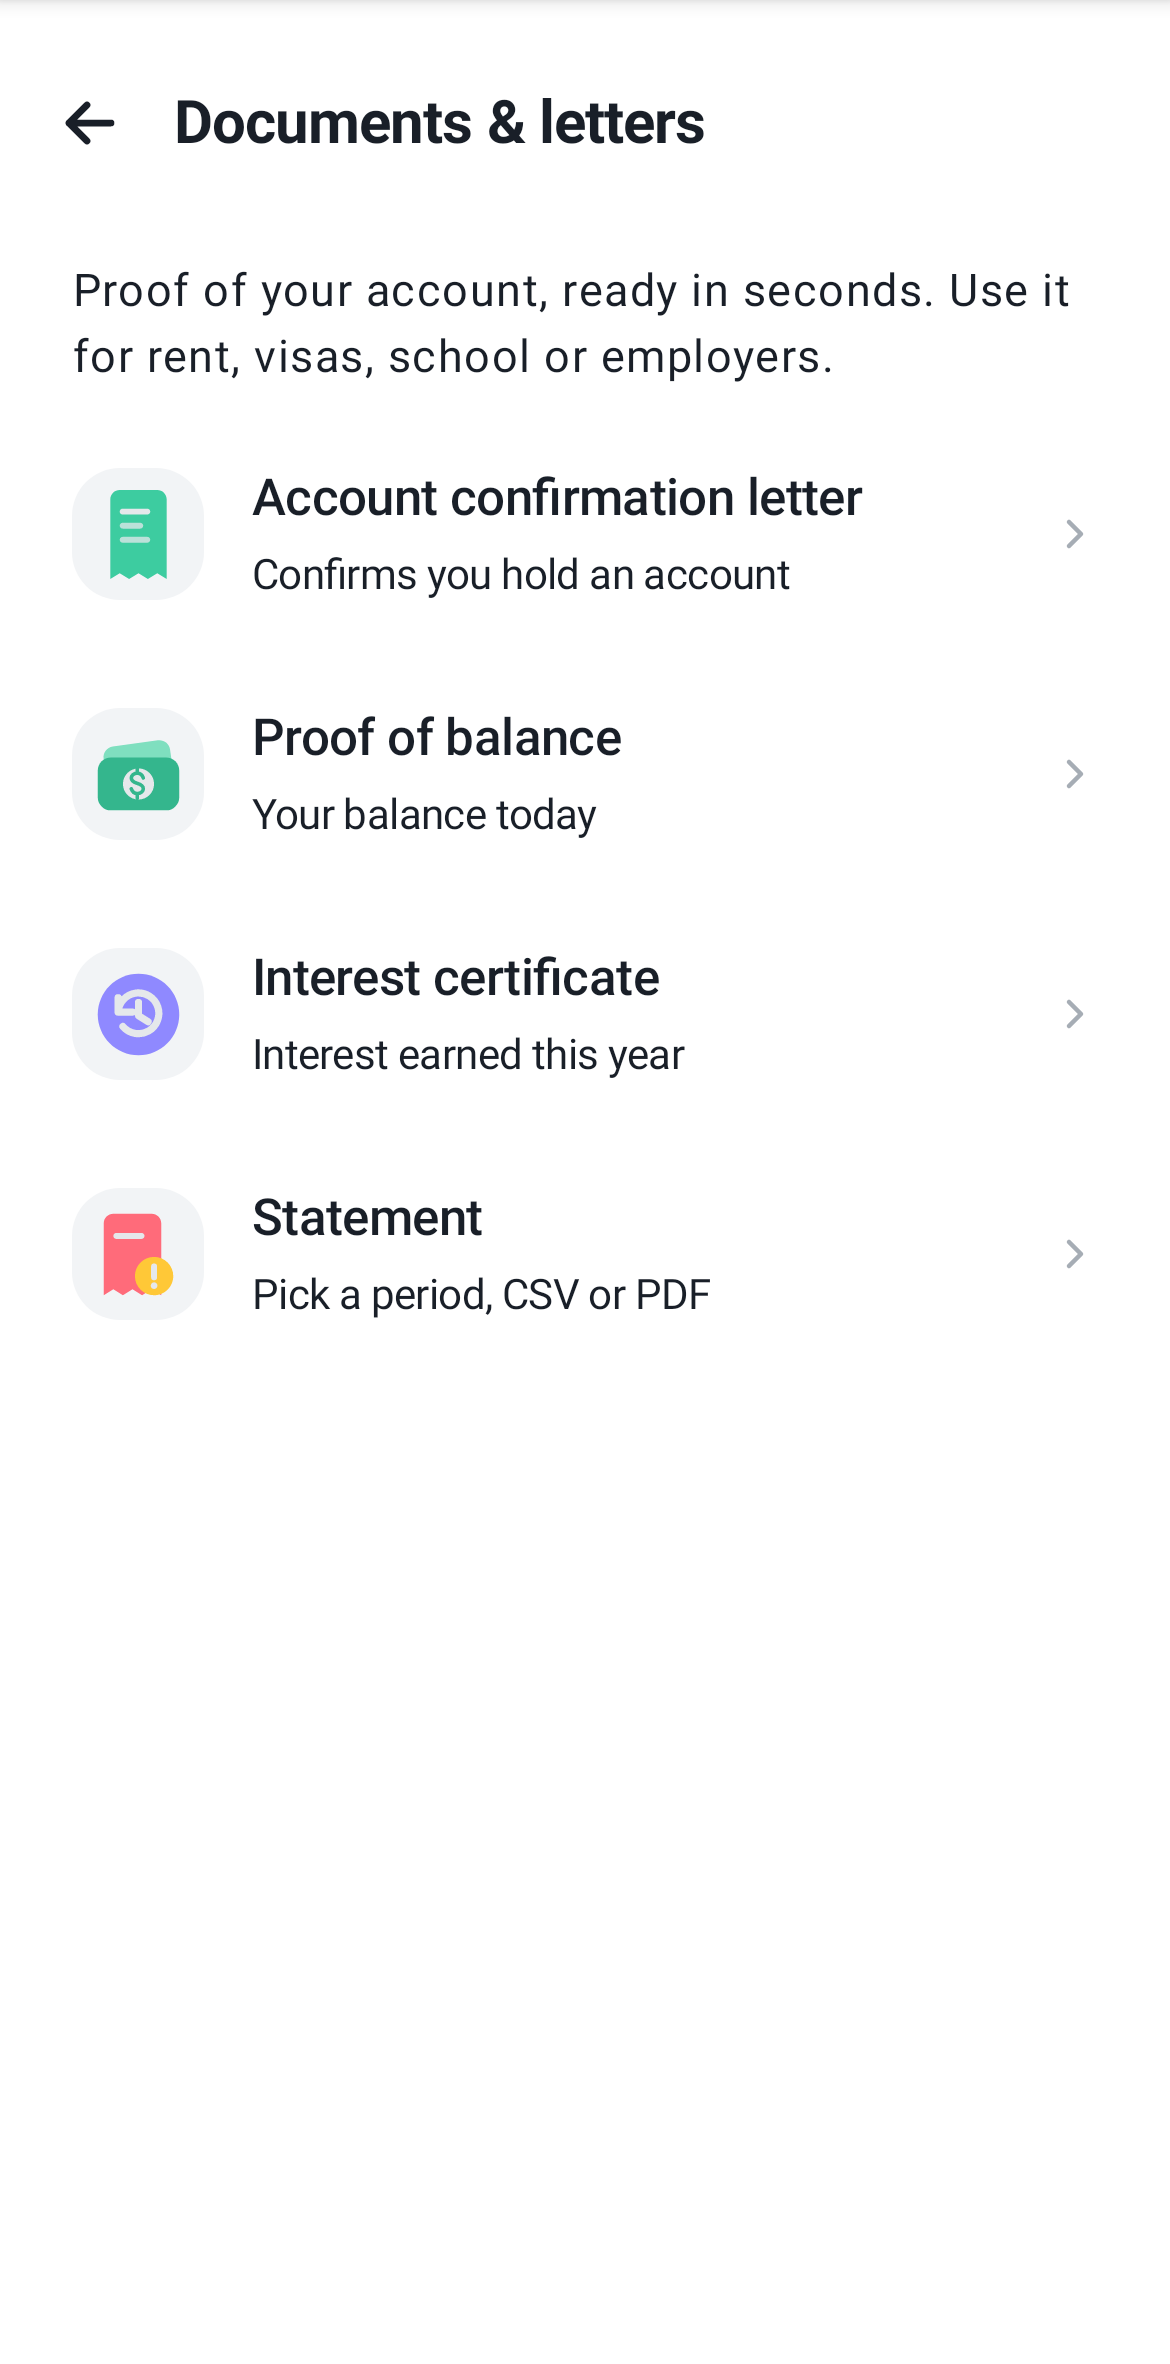 Documents & letters
Proof of your account, ready in seconds. Use it
for rent, visas, school or employers.
Account confirmation letter
Confirms you hold an account
Proof of balance
Your balance today
Interest certificate
Interest earned this year
Statement
Pick a period, CSV or PDF